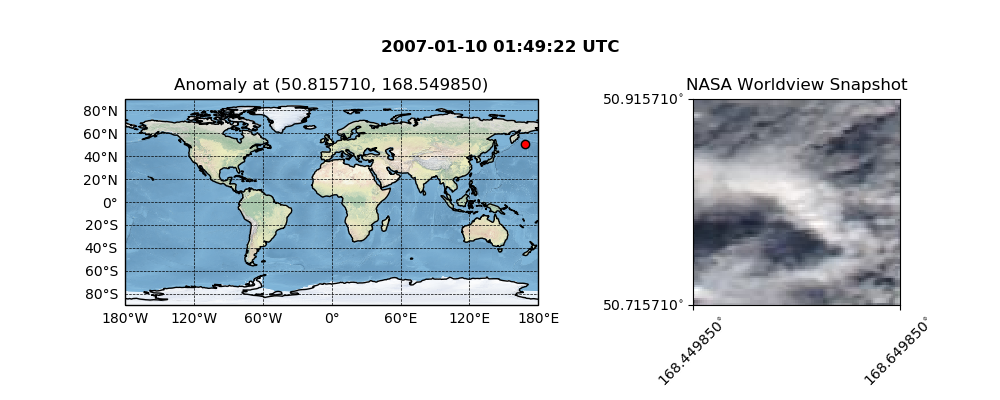 2007-01-10 01:49:22 UTC
Anomaly at (50.815710, 168.549850)
80°N
60°N
40°N
20°N
0°
20°S
40°S
60°S
80°S
180°W 120°W 60°W 0° 60°E 120°E 180°E
NASA Worldview Snapshot
50.915710°
50.715710°
168.449850°
168.649850°